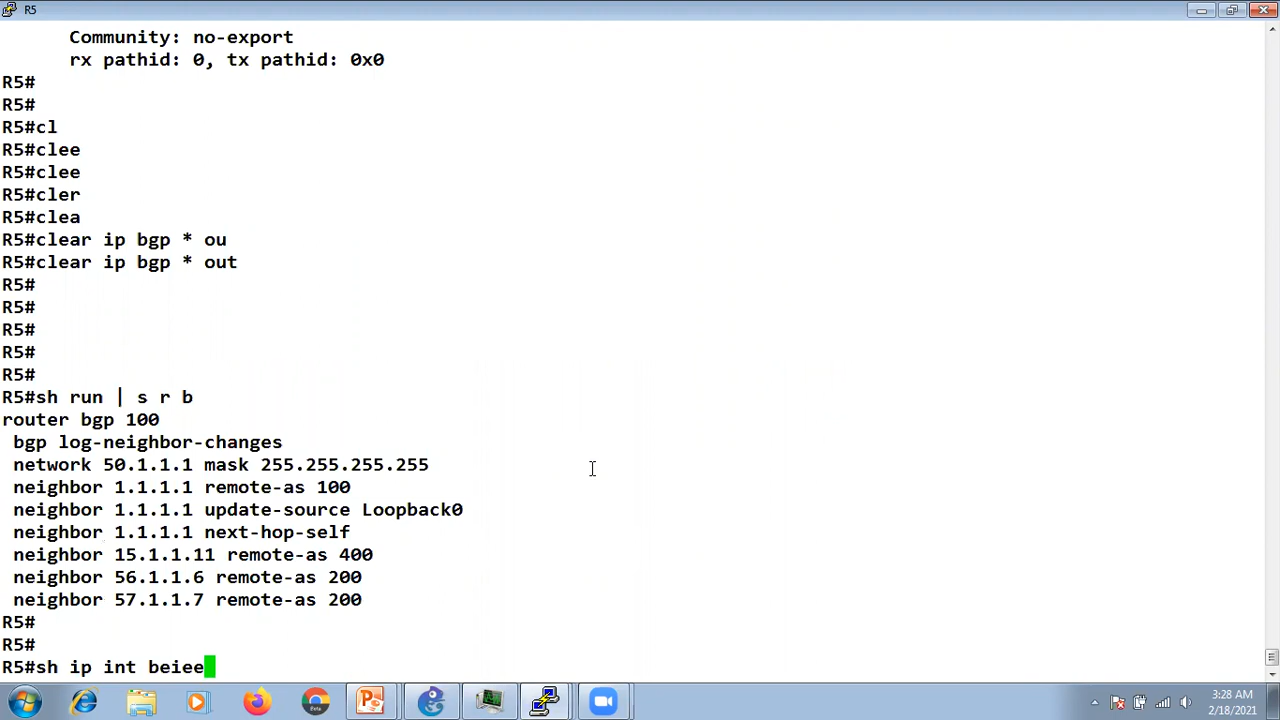 R5
Community: no-export
rx pathid: 0, tx pathid: 0x0
R5#
R5#
R5#cl
R5#clee
R5#clee
R5#cler
R5#clea
R5#clear ip bgp * ou
R5#clear ip bgp * out
R5#
R5#
R5#
R5#
R5#
R5#sh run | s r b
router bgp 100
bgp log-neighbor-changes
network 50.1.1.1 mask 255.255.255.255
neighbor 1.1.1.1 remote-as 100
neighbor 1.1.1.1 update-source Loopback0
neighbor 1.1.1.1 next-hop-self
neighbor 15.1.1.11 remote-as 400
neighbor 56.1.1.6 remote-as 200
neighbor 57.1.1.7 remote-as 200
R5#
R5#
R5#sh ip int beiee
3:28 AM
2/18/2021